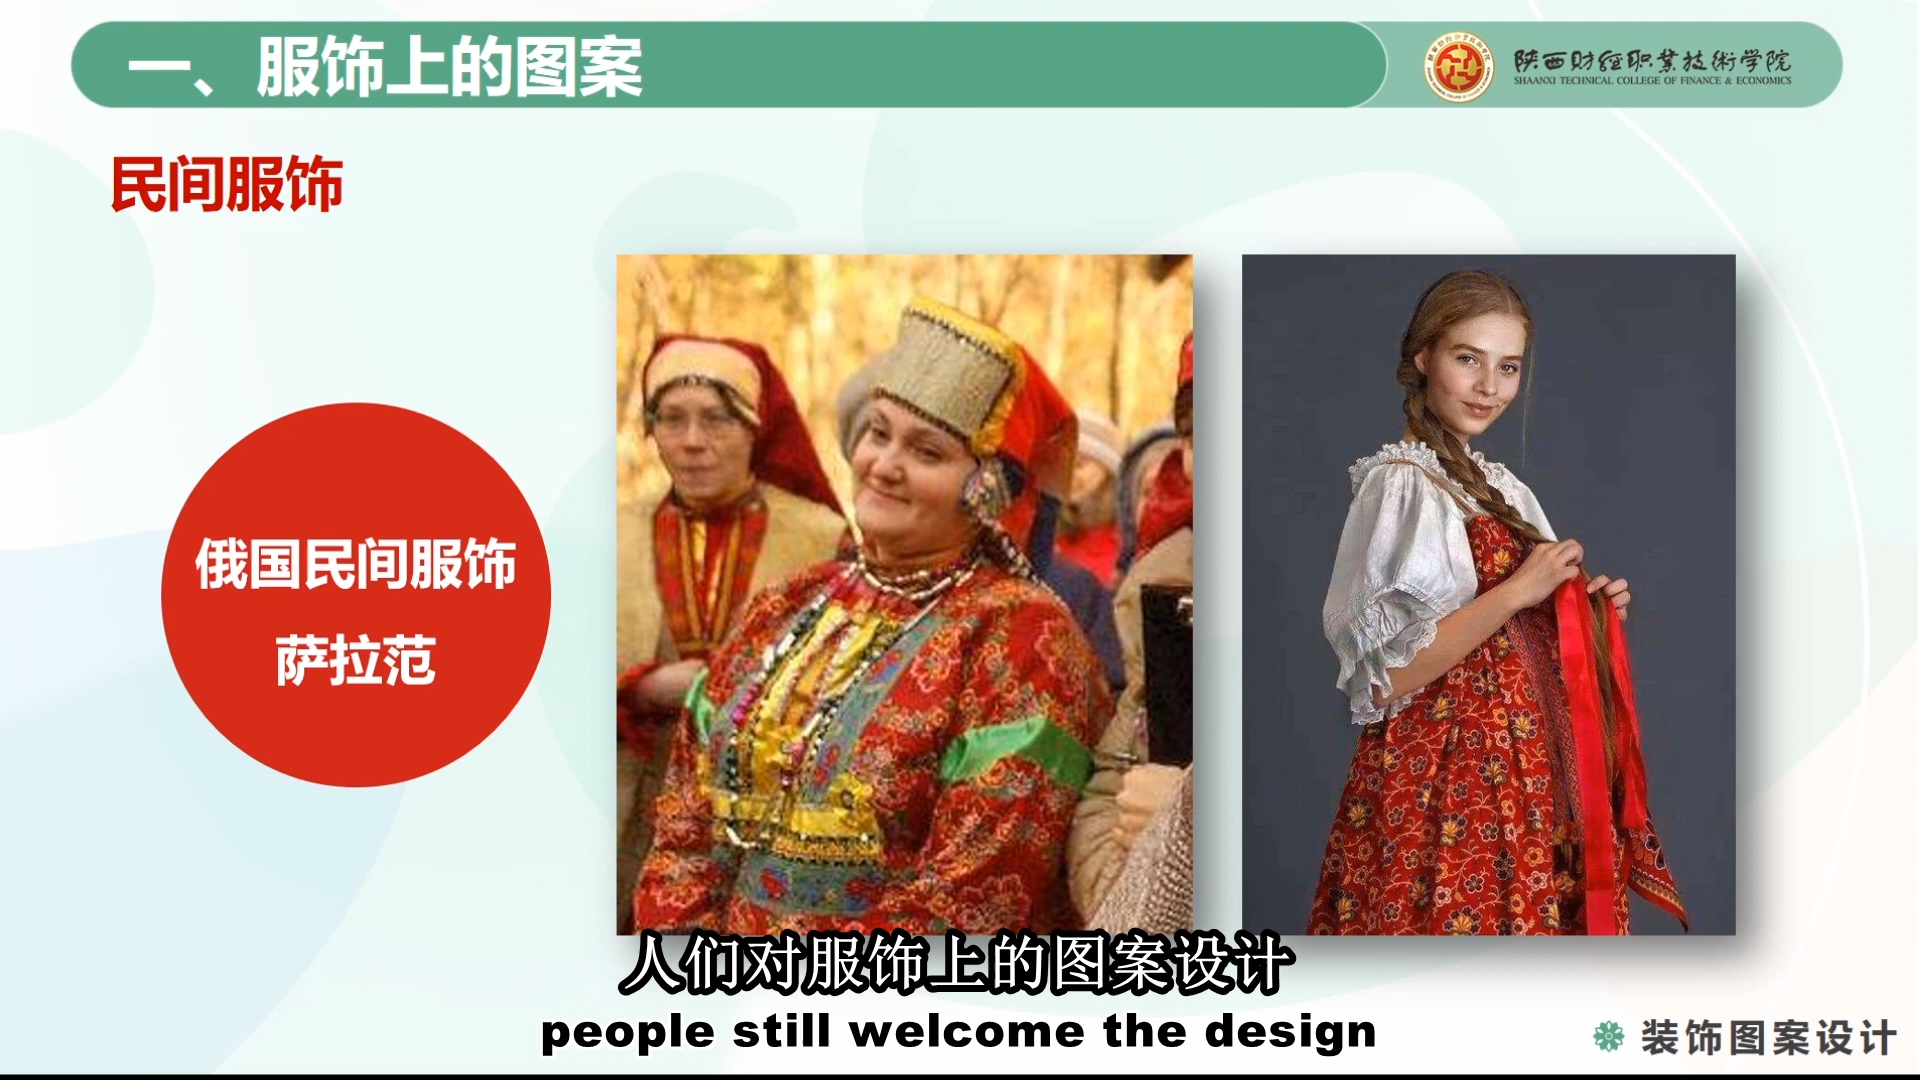 一、服饰上的图案
陕西财经职业技術学院
SHAANXI TECHNICAL COLLEGE OF FINANCE & ECONOMICS
民间服饰
俄国民间服饰
萨拉范
人们对服饰上的图案设计
people still welcome the design
装饰图案设计